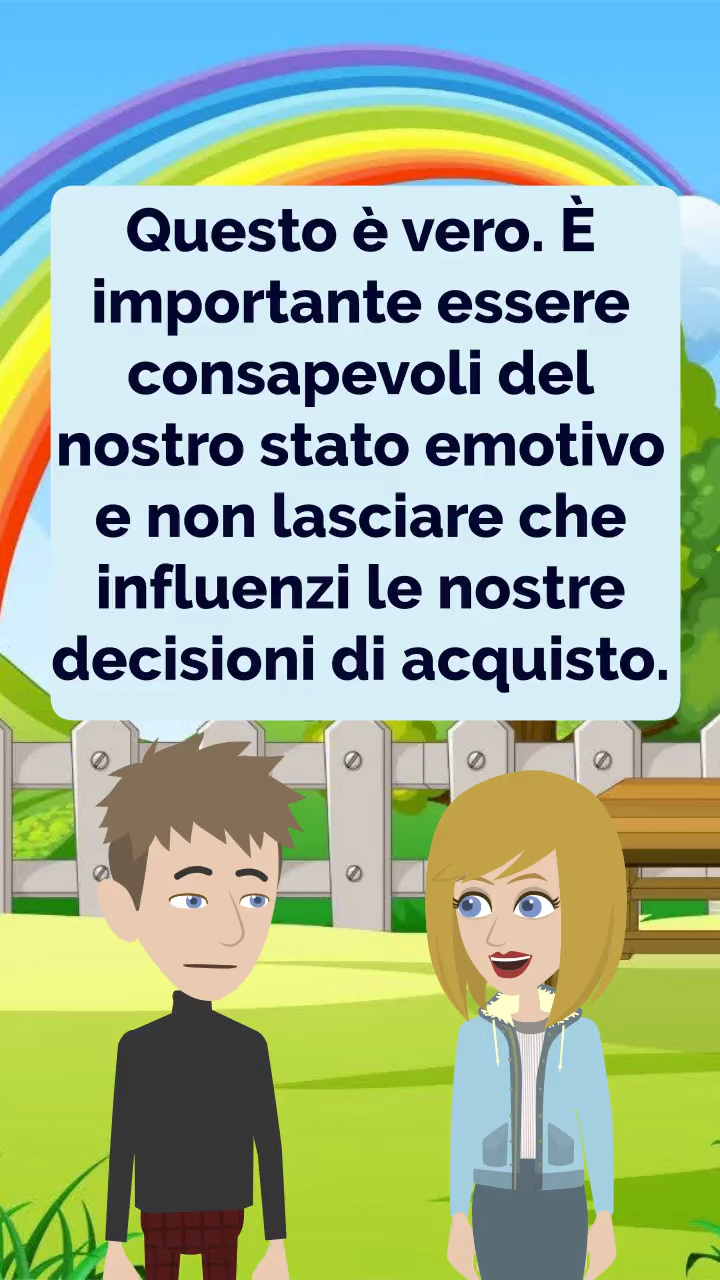 Questo è vero. È
importante essere
consapevoli del
nostro stato emotivo
e non lasciare che
influenzi le nostre
decisioni di acquisto.